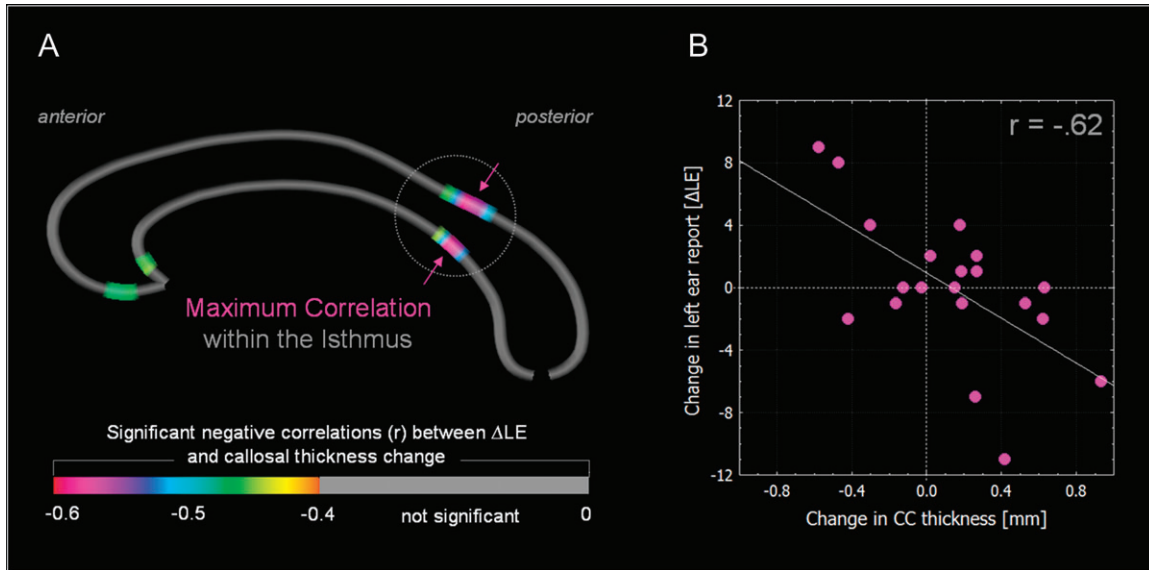 A
anterior
posterior
Maximum Correlation
within the Isthmus
Significant negative correlations (r) between ΔLE
and callosal thickness change
-0.6
-0.5
-0.4
not significant
0
B
r = -.62
Change in left ear report [ΔLE]
12
8
4
0
-4
-8
-12
-0.8
-0.4
0.0
0.4
0.8
Change in CC thickness [mm]